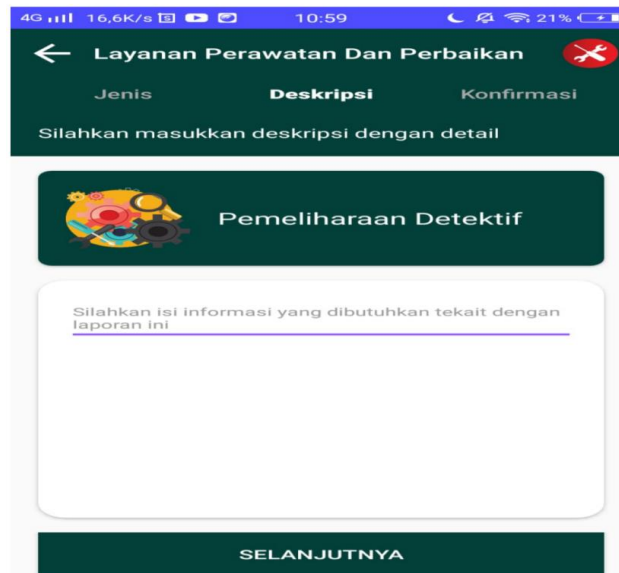 4G 16,6K/s 10:59 21%
Layanan Perawatan Dan Perbaikan
Jenis Deskripsi Konfirmasi
Silahkan masukkan deskripsi dengan detail
Pemeliharaan Detektif
Silahkan isi informasi yang dibutuhkan tekait dengan
laporan ini
SELANJUTNYA